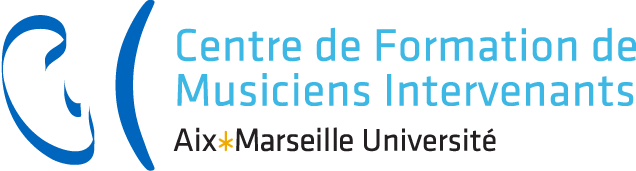 Centre de Formation de
Musiciens Intervenants
Aix*Marseille Université